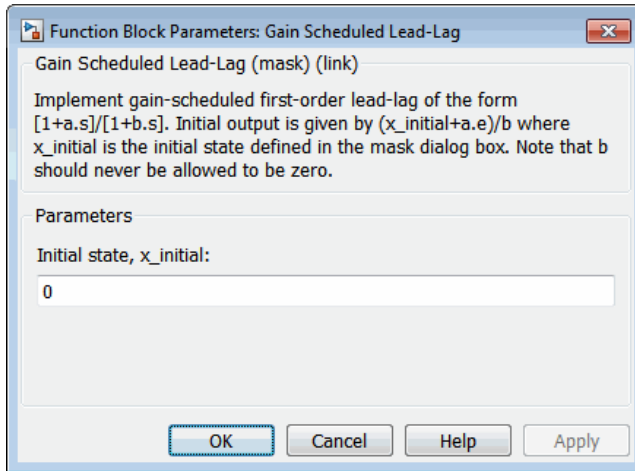 Function Block Parameters: Gain Scheduled Lead-Lag
Gain Scheduled Lead-Lag (mask) (link)
Implement gain-scheduled first-order lead-lag of the form
[1+a.s]/[1+b.s]. Initial output is given by (x_initial+a.e)/b where
x_initial is the initial state defined in the mask dialog box. Note that b
should never be allowed to be zero.
Parameters
Initial state, x_initial:
0
OK Cancel Help Apply